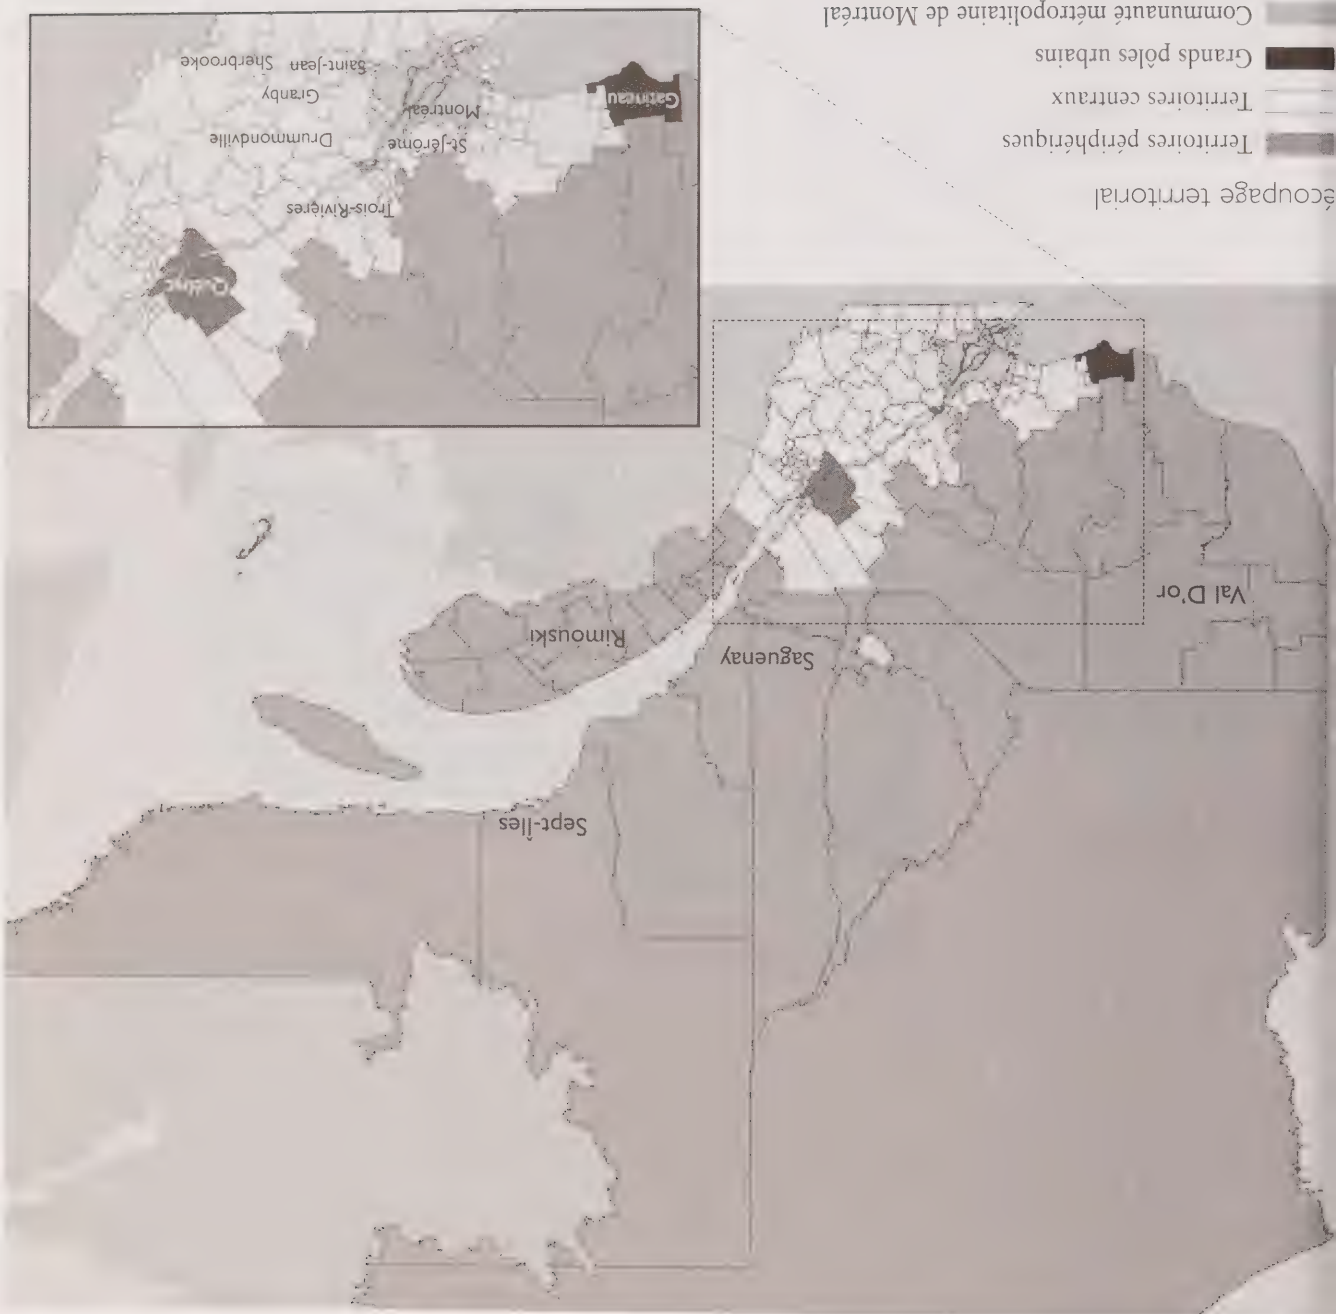 Sept-Îles
Saguenay
Rimouski
Val D'or
écoupage territorial
Territoires périphériques
Territoires centraux
Grands pôles urbains
Communauté métropolitaine de Montréal
Québec
Trois-Rivières
St-Jérôme
Drummondville
Gatineau
Montréal
Granby
Saint-Jean
Sherbrooke